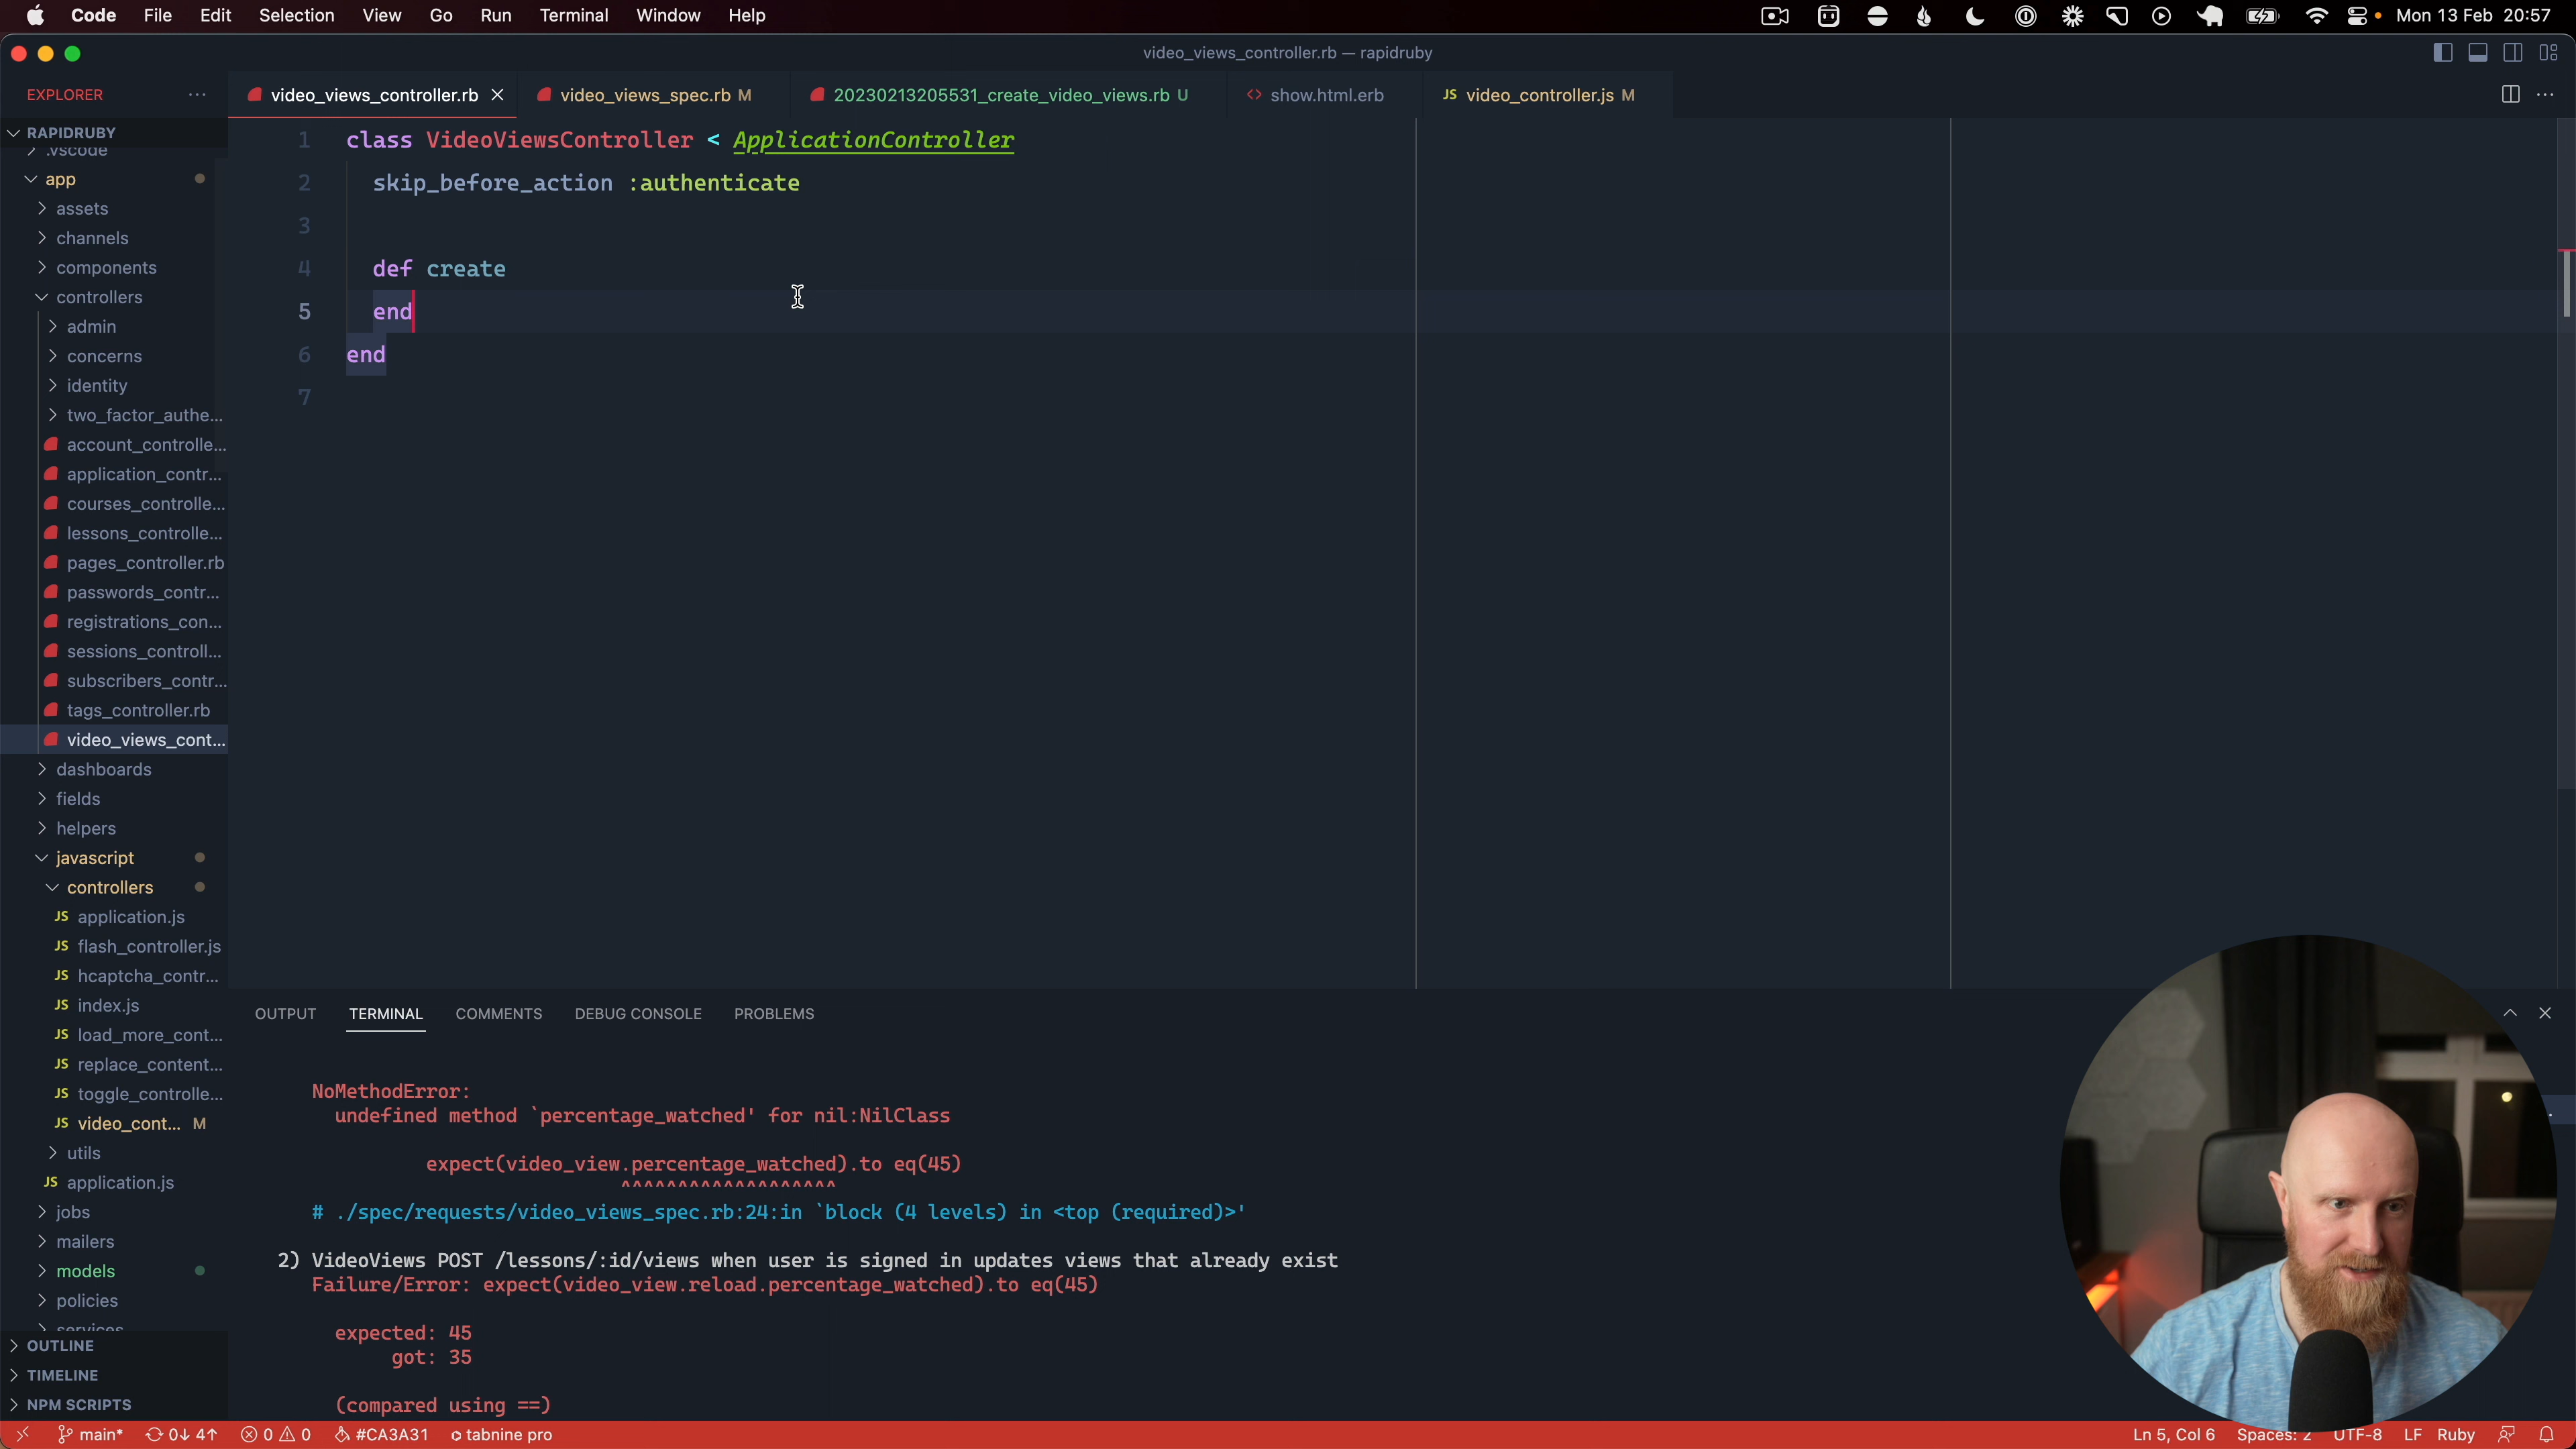 Code File Edit Selection View Go Run Terminal Window Help Mon 13 Feb 20:57
video_views_controller.rb — rapidruby
EXPLORER ···
video_views_controller.rb
video_views_spec.rb M
20230213205531_create_video_views.rb U
<> show.html.erb
JS video_controller.js M
RAPIDRUBY
.vscode
app
assets
channels
components
controllers
admin
concerns
identity
two_factor_authe...
account_controlle...
application_contr...
courses_controlle...
lessons_controlle...
pages_controller.rb
passwords_contr...
registrations_con...
sessions_controll...
subscribers_contr...
tags_controller.rb
video_views_cont...
dashboards
fields
helpers
javascript
controllers
JS application.js
JS flash_controller.js
JS hcaptcha_contr...
JS index.js
JS load_more_cont...
JS replace_content...
JS toggle_controlle...
JS video_cont... M
utils
JS application.js
jobs
mailers
models
policies
services
OUTLINE
TIMELINE
NPM SCRIPTS
1 class VideoViewsController < ApplicationController
2 skip_before_action :authenticate
3
4 def create
5 end
6 end
7
OUTPUT TERMINAL COMMENTS DEBUG CONSOLE PROBLEMS
NoMethodError:
undefined method `percentage_watched' for nil:NilClass
expect(video_view.percentage_watched).to eq(45)
^^^^^^^^^^^^^^^^^^^
# ./spec/requests/video_views_spec.rb:24:in `block (4 levels) in <top (required)>'
2) VideoViews POST /lessons/:id/views when user is signed in updates views that already exist
Failure/Error: expect(video_view.reload.percentage_watched).to eq(45)
expected: 45
got: 35
(compared using ==)
main* 0↓ 4↑ 0 0 #CA3A31 tabnine pro Ln 5, Col 6 Spaces: 2 UTF-8 LF Ruby